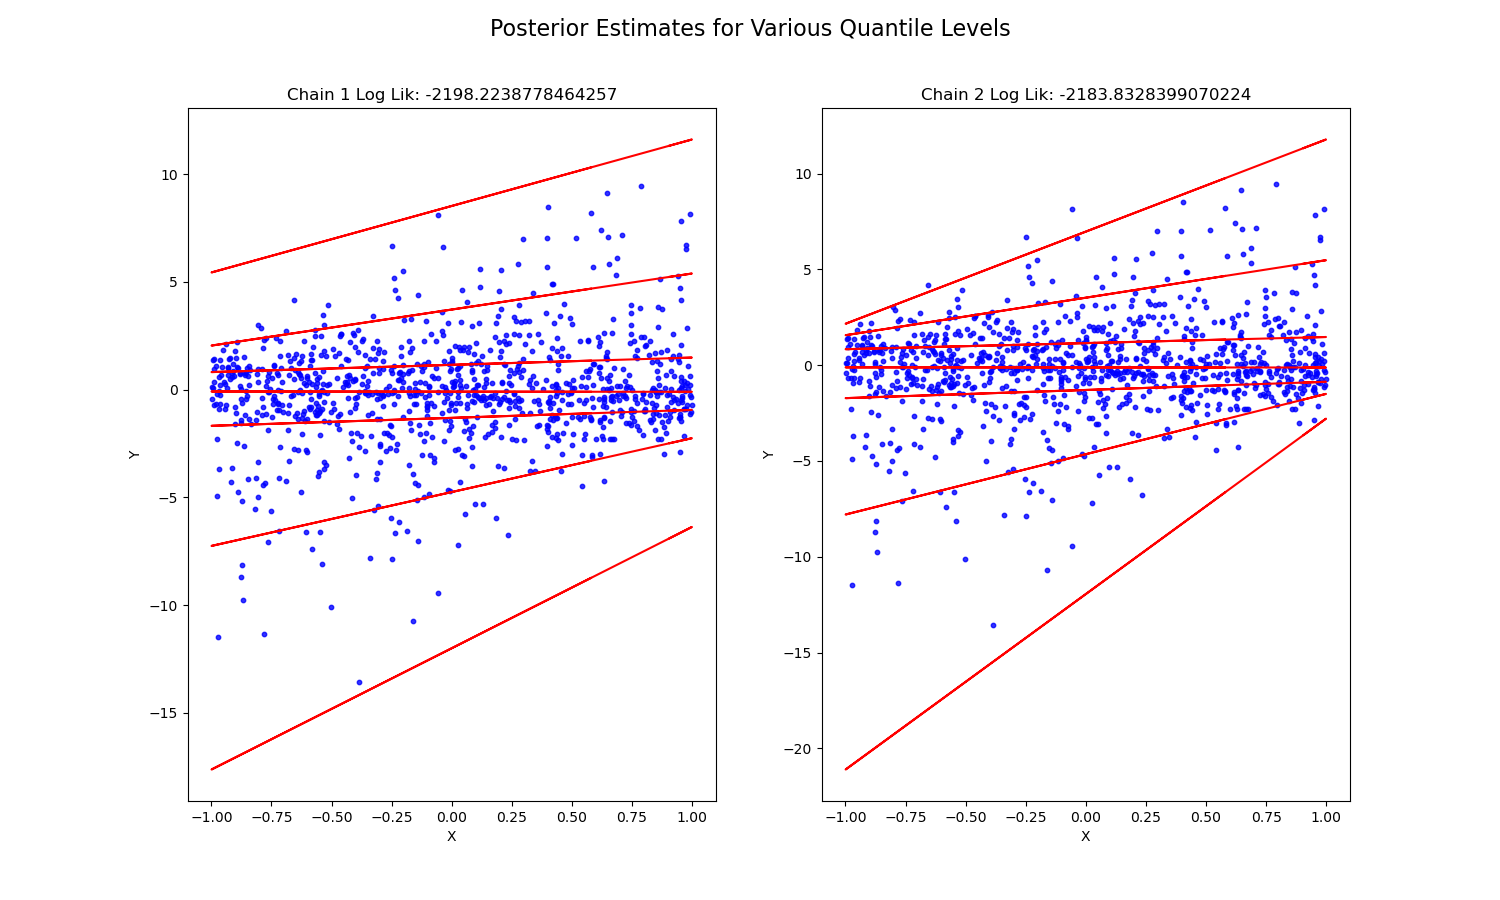 Posterior Estimates for Various Quantile Levels
Chain 1 Log Lik: -2198.2238778464257
10
5
0
−5
−10
−15
Y
−1.00 −0.75 −0.50 −0.25 0.00 0.25 0.50 0.75 1.00
X
Chain 2 Log Lik: -2183.8328399070224
10
5
0
−5
−10
−15
−20
Y
−1.00 −0.75 −0.50 −0.25 0.00 0.25 0.50 0.75 1.00
X